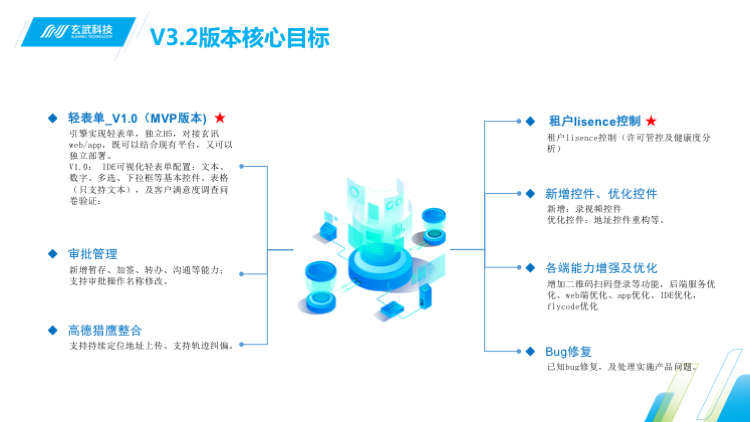 玄武科技
XUANWU TECHNOLOGY
V3.2版本核心目标
轻表单_V1.0（MVP版本)
引擎实现轻表单，独立H5，对接玄讯
web/app，既可以结合现有平台，又可以
独立部署。
V1.0： IDE可视化轻表单配置：文本、
数字、多选、下拉框等基本控件、表格
（只支持文本），及客户满意度调查问
卷验证；
审批管理
新增暂存、加签、转办、沟通等能力；
支持审批操作名称修改。
高德猎鹰整合
支持持续定位地址上传、支持轨迹纠偏。
租户lisence控制
租户lisence控制（许可管控及健康度分
析）
新增控件、优化控件
新增：录视频控件
优化控件：地址控件重构等。
各端能力增强及优化
增加二维码扫码登录等功能，后端服务优
化、web端优化、app优化、IDE优化，
flycode优化
Bug修复
已知bug修复，及处理实施产品问题。